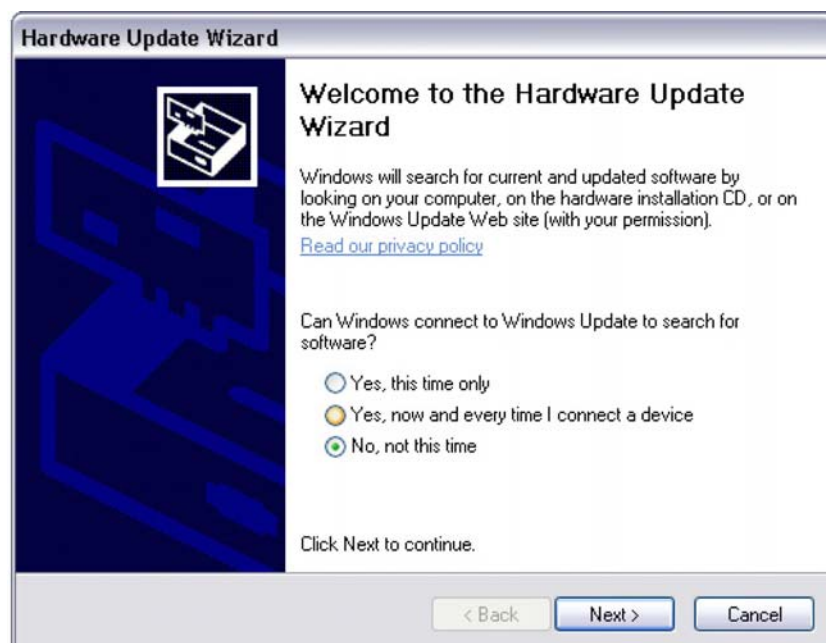 Hardware Update Wizard
Welcome to the Hardware Update
Wizard
Windows will search for current and updated software by
looking on your computer, on the hardware installation CD, or on
the Windows Update Web site (with your permission).
Read our privacy policy
Can Windows connect to Windows Update to search for
software?
Yes, this time only
Yes, now and every time I connect a device
No, not this time
Click Next to continue.
< Back
Next >
Cancel